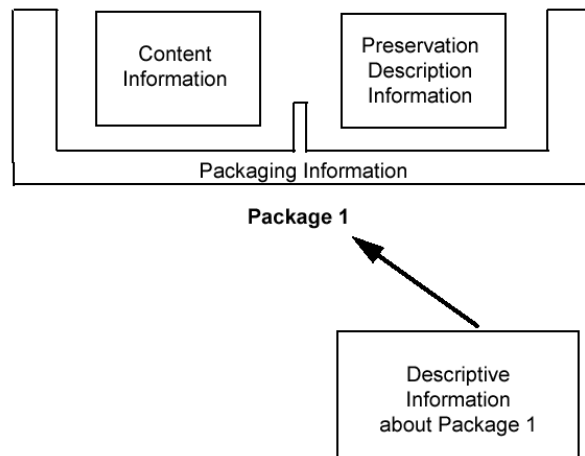 Content
Information
Preservation
Description
Information
Packaging Information
Package 1
Descriptive
Information
about Package 1